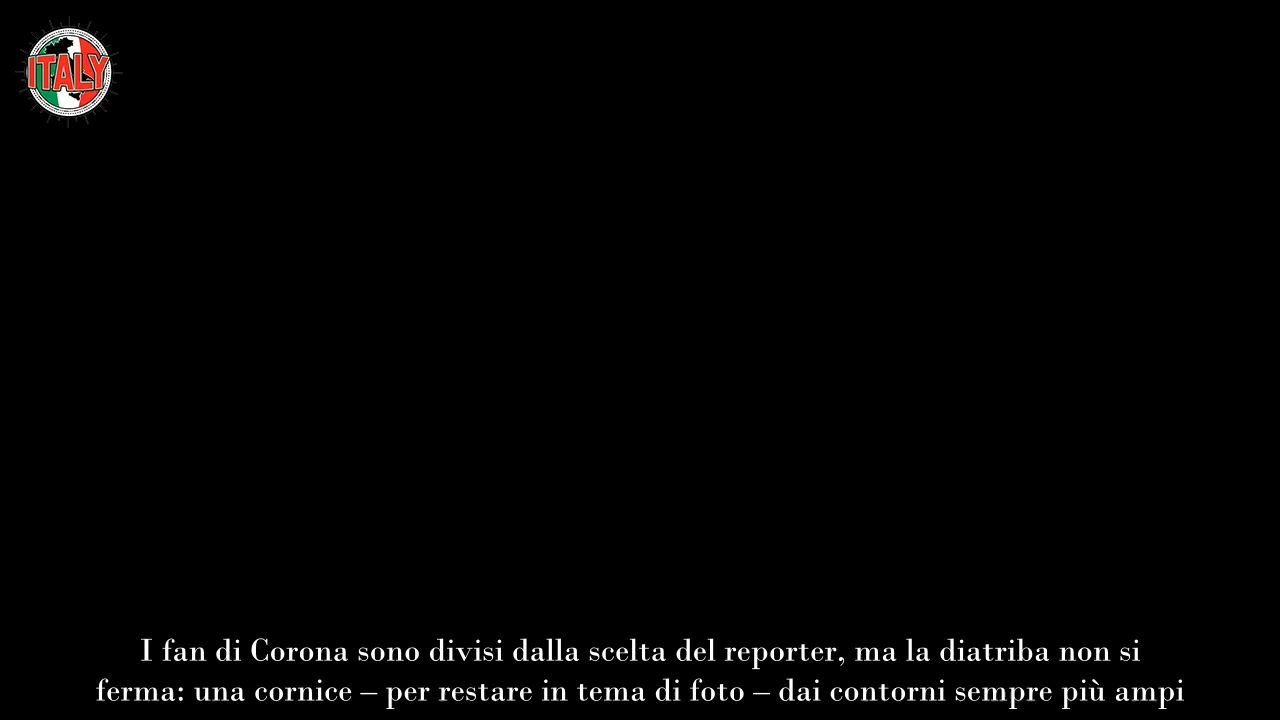 ITALY
I fan di Corona sono divisi dalla scelta del reporter, ma la diatriba non si
ferma: una cornice – per restare in tema di foto – dai contorni sempre più ampi